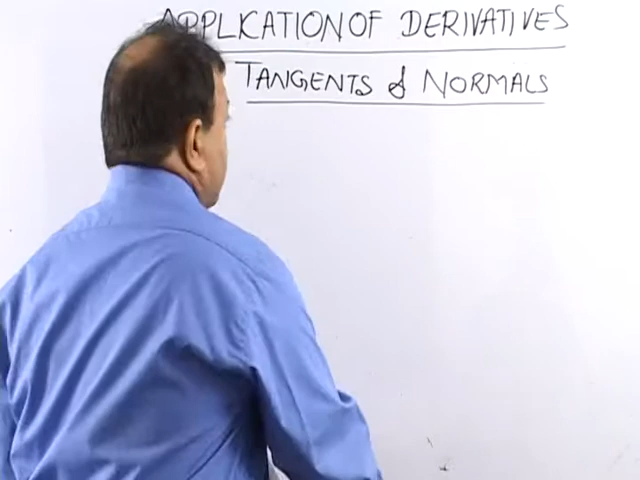 APPLICATION OF DERIVATIVES
TANGENTS & NORMALS